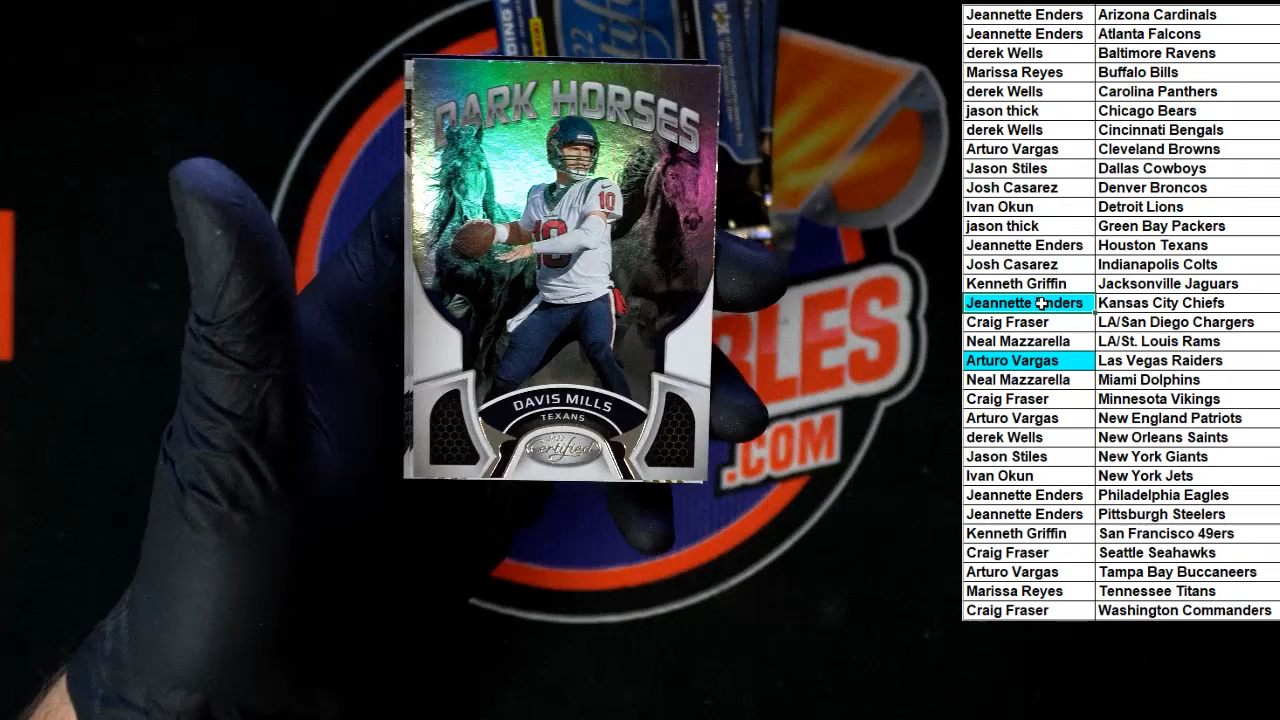 DARK HORSES
10
10
DAVIS MILLS
TEXANS
Certified
BLES
.COM
Jeannette Enders Arizona Cardinals
Jeannette Enders Atlanta Falcons
derek Wells Baltimore Ravens
Marissa Reyes Buffalo Bills
derek Wells Carolina Panthers
jason thick Chicago Bears
derek Wells Cincinnati Bengals
Arturo Vargas Cleveland Browns
Jason Stiles Dallas Cowboys
Josh Casarez Denver Broncos
Ivan Okun Detroit Lions
jason thick Green Bay Packers
Jeannette Enders Houston Texans
Josh Casarez Indianapolis Colts
Kenneth Griffin Jacksonville Jaguars
Jeannette Enders Kansas City Chiefs
Craig Fraser LA/San Diego Chargers
Neal Mazzarella LA/St. Louis Rams
Arturo Vargas Las Vegas Raiders
Neal Mazzarella Miami Dolphins
Craig Fraser Minnesota Vikings
Arturo Vargas New England Patriots
derek Wells New Orleans Saints
Jason Stiles New York Giants
Ivan Okun New York Jets
Jeannette Enders Philadelphia Eagles
Jeannette Enders Pittsburgh Steelers
Kenneth Griffin San Francisco 49ers
Craig Fraser Seattle Seahawks
Arturo Vargas Tampa Bay Buccaneers
Marissa Reyes Tennessee Titans
Craig Fraser Washington Commanders